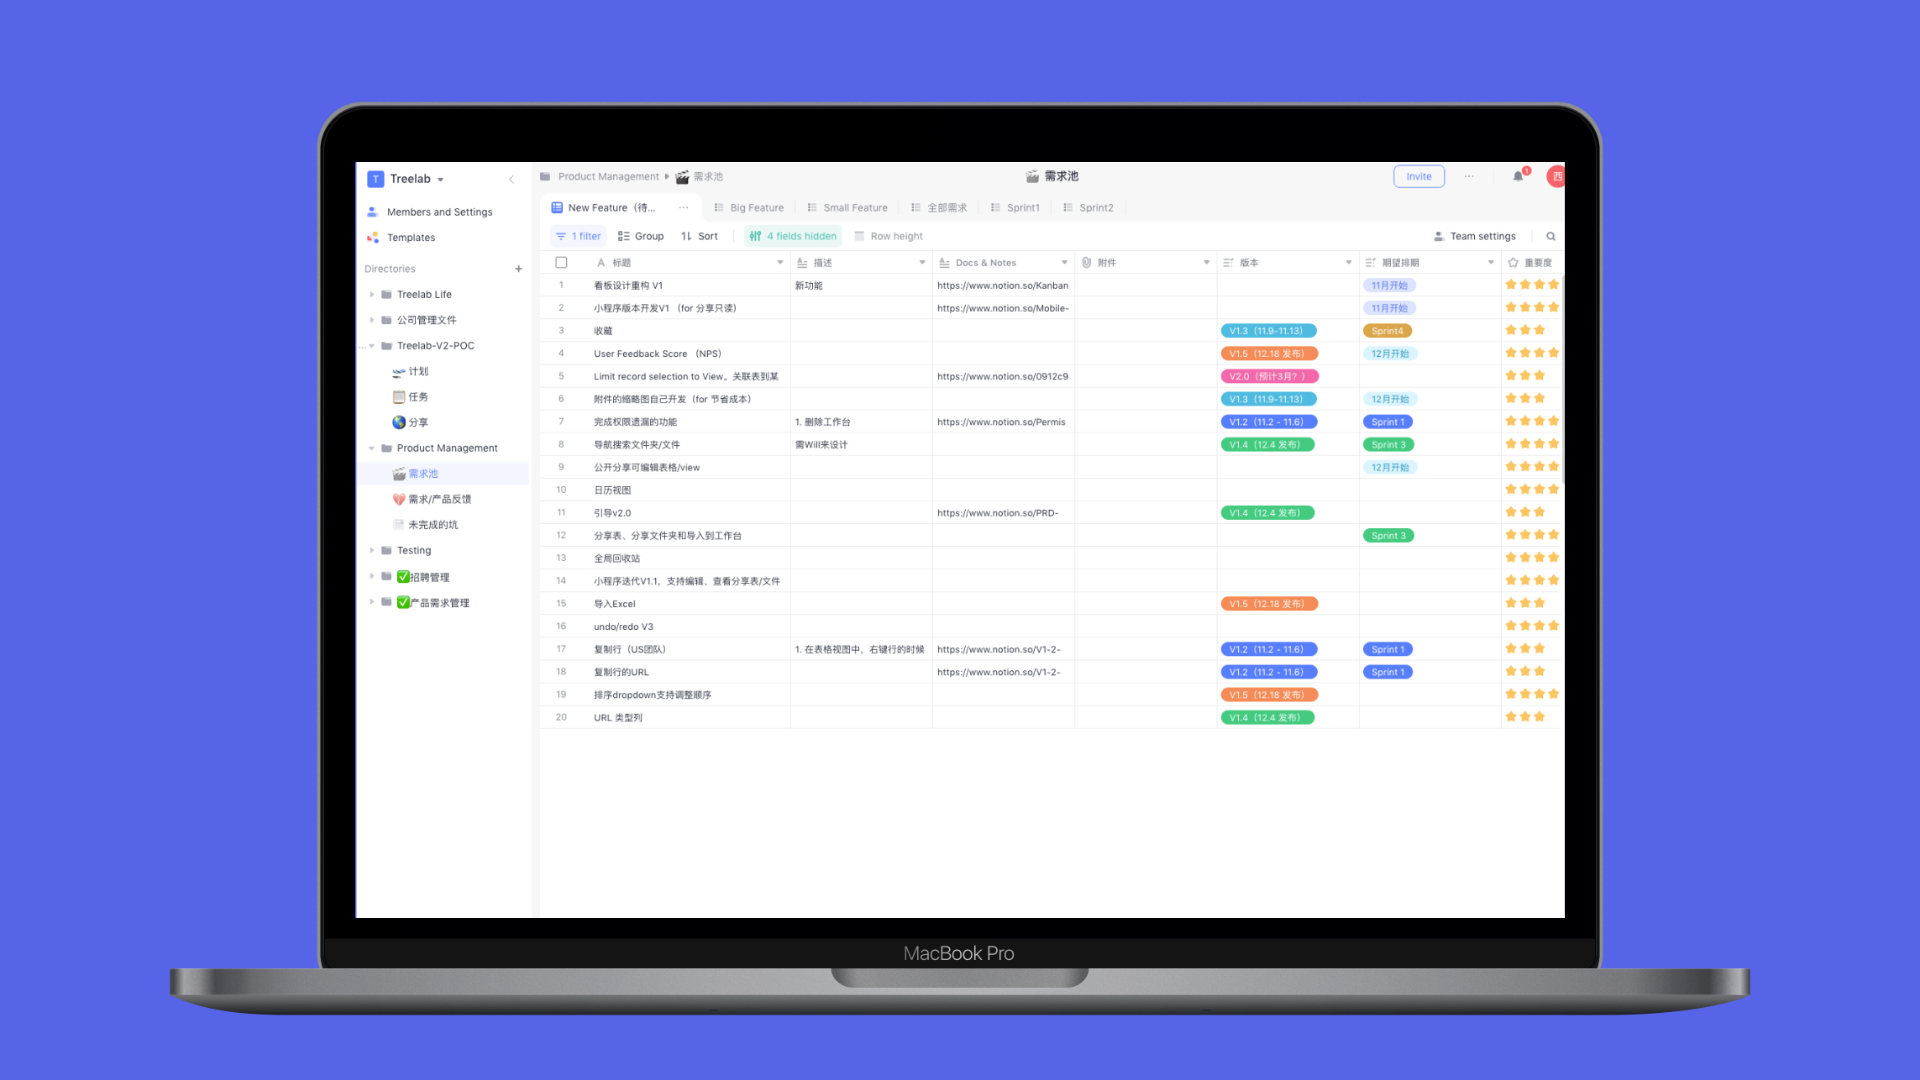 T Treelab
Members and Settings
Templates
Directories
Treelab Life
公司管理文件
Treelab-V2-POC
计划
任务
分享
Product Management
需求池
需求/产品反馈
未完成的坑
Testing
招聘管理
产品需求管理
Product Management 需求池
需求池
Invite
1
西
New Feature（待...
Big Feature
Small Feature
全部需求
Sprint1
Sprint2
1 filter
Group
Sort
4 fields hidden
Row height
Team settings
标题 描述 Docs & Notes 附件 版本 期望排期 重要度
1 看板设计重构 V1 新功能 https://www.notion.so/Kanban 11月开始
2 小程序版本开发V1 （for 分享只读） https://www.notion.so/Mobile- 11月开始
3 收藏 V1.3（11.9-11.13） Sprint4
4 User Feedback Score （NPS） V1.5（12.18 发布） 12月开始
5 Limit record selection to View，关联表到某 https://www.notion.so/0912c9 V2.0（预计3月？）
6 附件的缩略图自己开发（for 节省成本） V1.3（11.9-11.13） 12月开始
7 完成权限遗漏的功能 1. 删除工作台 https://www.notion.so/Permis V1.2（11.2 - 11.6） Sprint 1
8 导航搜索文件夹/文件 需Will来设计 V1.4（12.4 发布） Sprint 3
9 公开分享可编辑表格/view 12月开始
10 日历视图
11 引导v2.0 https://www.notion.so/PRD- V1.4（12.4 发布）
12 分享表、分享文件夹和导入到工作台 Sprint 3
13 全局回收站
14 小程序迭代V1.1，支持编辑、查看分享表/文件
15 导入Excel V1.5（12.18 发布）
16 undo/redo V3
17 复制行（US团队） 1. 在表格视图中，右键行的时候 https://www.notion.so/V1-2- V1.2（11.2 - 11.6） Sprint 1
18 复制行的URL https://www.notion.so/V1-2- V1.2（11.2 - 11.6） Sprint 1
19 排序dropdown支持调整顺序 V1.5（12.18 发布）
20 URL 类型列 V1.4（12.4 发布）
MacBook Pro